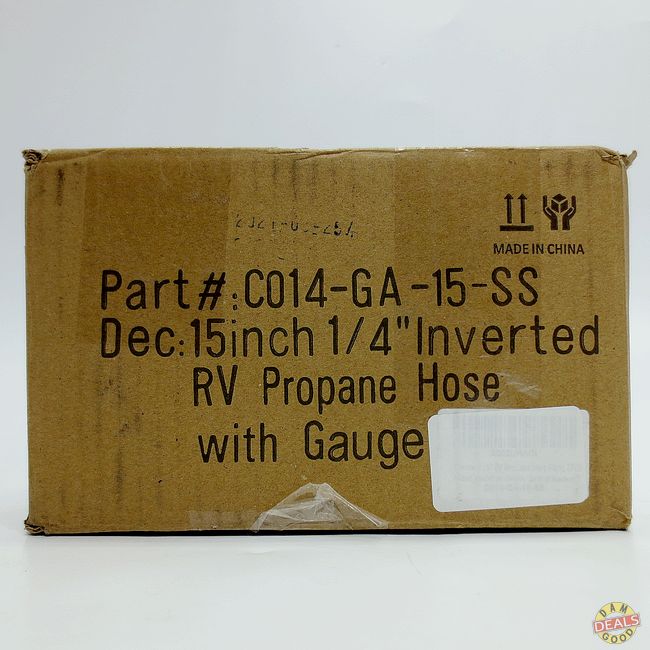 MADE IN CHINA
Part#:C014-GA-15-SS
Dec:15inch 1/4"Inverted
RV Propane Hose
with Gauge
DAM
DEALS
GOOD